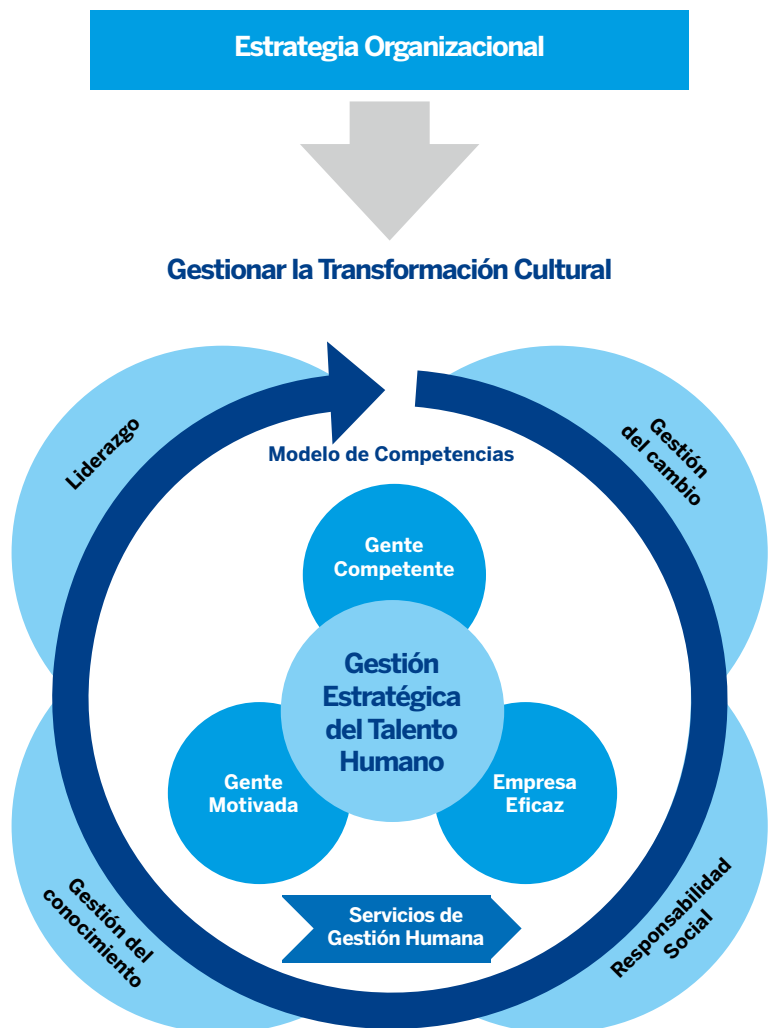 Estrategia Organizacional
Gestionar la Transformación Cultural
Liderazgo
Gestión
del cambio
Modelo de Competencias
Gente
Competente
Gestión
Estratégica
del Talento
Humano
Gente
Motivada
Empresa
Eficaz
Servicios de
Gestión Humana
Gestión del
conocimiento
Responsabilidad
Social